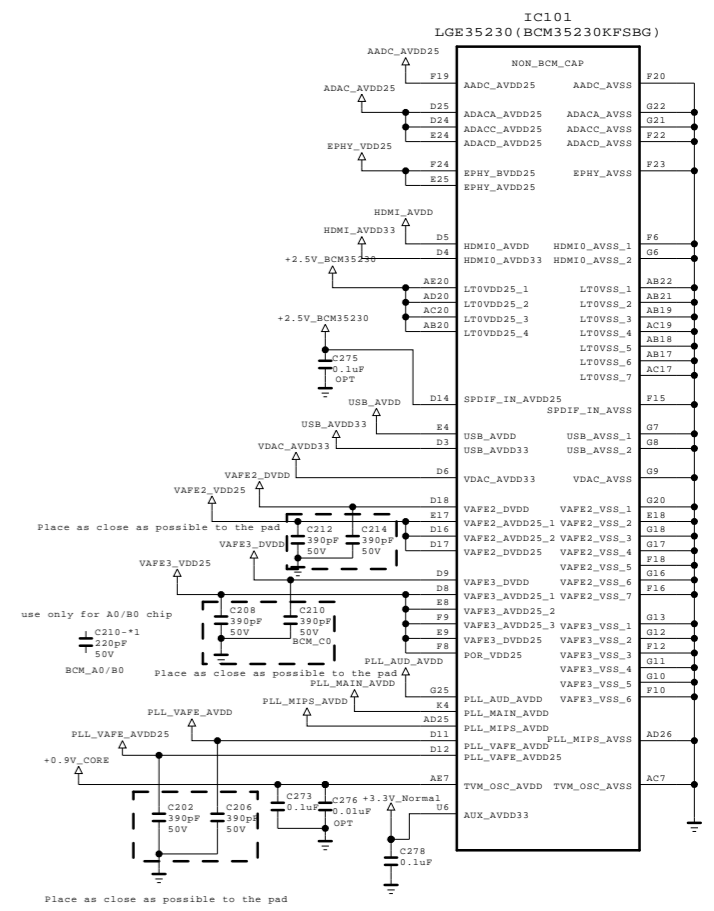 IC101
LGE35230(BCM35230KFSBG)
NON_BCM_CAP
AADC_AVDD25
F19 AADC_AVDD25 AADC_AVSS F20
ADAC_AVDD25
D25 ADACA_AVDD25 ADACA_AVSS G22
D24 ADACC_AVDD25 ADACC_AVSS G21
E24 ADACD_AVDD25 ADACD_AVSS F22
EPHY_VDD25
F24 EPHY_BVDD25 EPHY_AVSS F23
E25 EPHY_AVDD25
HDMI_AVDD
HDMI_AVDD33
D5 HDMI0_AVDD HDMI0_AVSS_1 F6
D4 HDMI0_AVDD33 HDMI0_AVSS_2 G6
+2.5V_BCM35230
AE20 LT0VDD25_1 LT0VSS_1 AB22
AD20 LT0VDD25_2 LT0VSS_2 AB21
AC20 LT0VDD25_3 LT0VSS_3 AB19
AB20 LT0VDD25_4 LT0VSS_4 AC19
LT0VSS_5 AB18
LT0VSS_6 AB17
LT0VSS_7 AC17
+2.5V_BCM35230
C275
0.1uF
OPT
D14 SPDIF_IN_AVDD25 SPDIF_IN_AVSS F15
USB_AVDD
USB_AVDD33
E4 USB_AVDD USB_AVSS_1 G7
D3 USB_AVDD33 USB_AVSS_2 G8
VDAC_AVDD33
D6 VDAC_AVDD33 VDAC_AVSS G9
VAFE2_DVDD
VAFE2_VDD25
D18 VAFE2_DVDD VAFE2_VSS_1 G20
E17 VAFE2_AVDD25_1 VAFE2_VSS_2 E18
D16 VAFE2_AVDD25_2 VAFE2_VSS_3 G18
D17 VAFE2_DVDD25 VAFE2_VSS_4 G17
VAFE2_VSS_5 F18
VAFE2_VSS_6 G16
VAFE2_VSS_7 F16
Place as close as possible to the pad
C212
390pF
50V
C214
390pF
50V
VAFE3_DVDD
VAFE3_VDD25
D9 VAFE3_DVDD
D8 VAFE3_AVDD25_1
E8 VAFE3_AVDD25_2
F9 VAFE3_AVDD25_3 VAFE3_VSS_1 G13
E9 VAFE3_DVDD25 VAFE3_VSS_2 G12
F8 POR_VDD25 VAFE3_VSS_3 F12
VAFE3_VSS_4 G11
VAFE3_VSS_5 G10
VAFE3_VSS_6 F10
use only for A0/B0 chip
C210-*1
220pF
50V
BCM_A0/B0
C208
390pF
50V
C210
390pF
50V
BCM_C0
Place as close as possible to the pad
PLL_AUD_AVDD
PLL_MAIN_AVDD
PLL_MIPS_AVDD
PLL_VAFE_AVDD
PLL_VAFE_AVDD25
G25 PLL_AUD_AVDD
K4 PLL_MAIN_AVDD
AD25 PLL_MIPS_AVDD PLL_MIPS_AVSS AD26
D11 PLL_VAFE_AVDD
D12 PLL_VAFE_AVDD25
+0.9V_CORE
AE7 TVM_OSC_AVDD TVM_OSC_AVSS AC7
C202
390pF
50V
C206
390pF
50V
C273
0.1uF
C276
0.01uF
OPT
+3.3V_Normal
U6 AUX_AVDD33
C278
0.1uF
Place as close as possible to the pad